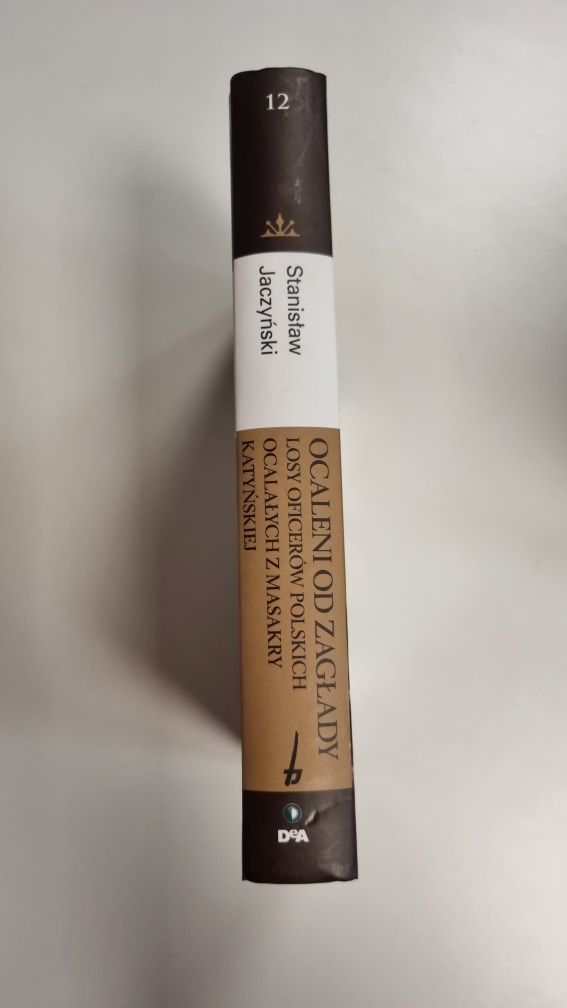 12
Stanisław
Jaczyński
OCALENI OD ZAGŁADY
LOSY OFICERÓW POLSKICH
OCALAŁYCH Z MASAKRY
KATYŃSKIEJ
DeA